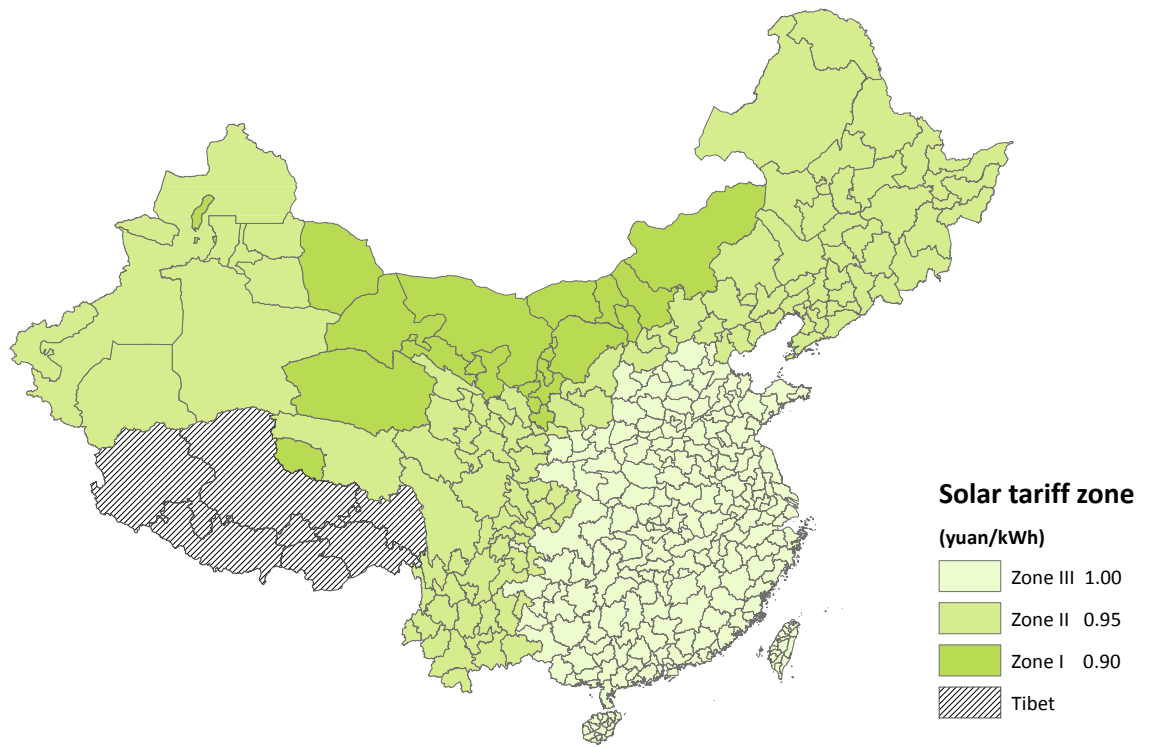 Solar tariff zone
(yuan/kWh)
Zone III 1.00
Zone II 0.95
Zone I 0.90
Tibet